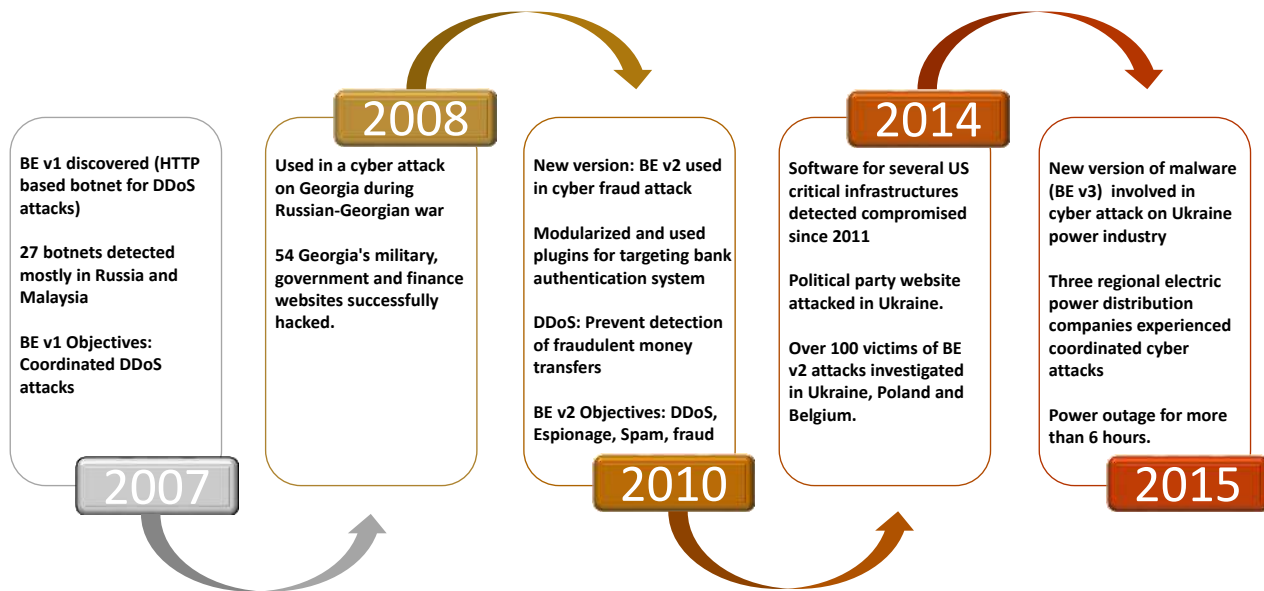 2007
BE v1 discovered (HTTP
based botnet for DDoS
attacks)
27 botnets detected
mostly in Russia and
Malaysia
BE v1 Objectives:
Coordinated DDoS
attacks
2008
Used in a cyber attack
on Georgia during
Russian-Georgian war
54 Georgia's military,
government and finance
websites successfully
hacked.
2010
New version: BE v2 used
in cyber fraud attack
Modularized and used
plugins for targeting bank
authentication system
DDoS: Prevent detection
of fraudulent money
transfers
BE v2 Objectives: DDoS,
Espionage, Spam, fraud
2014
Software for several US
critical infrastructures
detected compromised
since 2011
Political party website
attacked in Ukraine.
Over 100 victims of BE
v2 attacks investigated
in Ukraine, Poland and
Belgium.
2015
New version of malware
(BE v3) involved in
cyber attack on Ukraine
power industry
Three regional electric
power distribution
companies experienced
coordinated cyber
attacks
Power outage for more
than 6 hours.